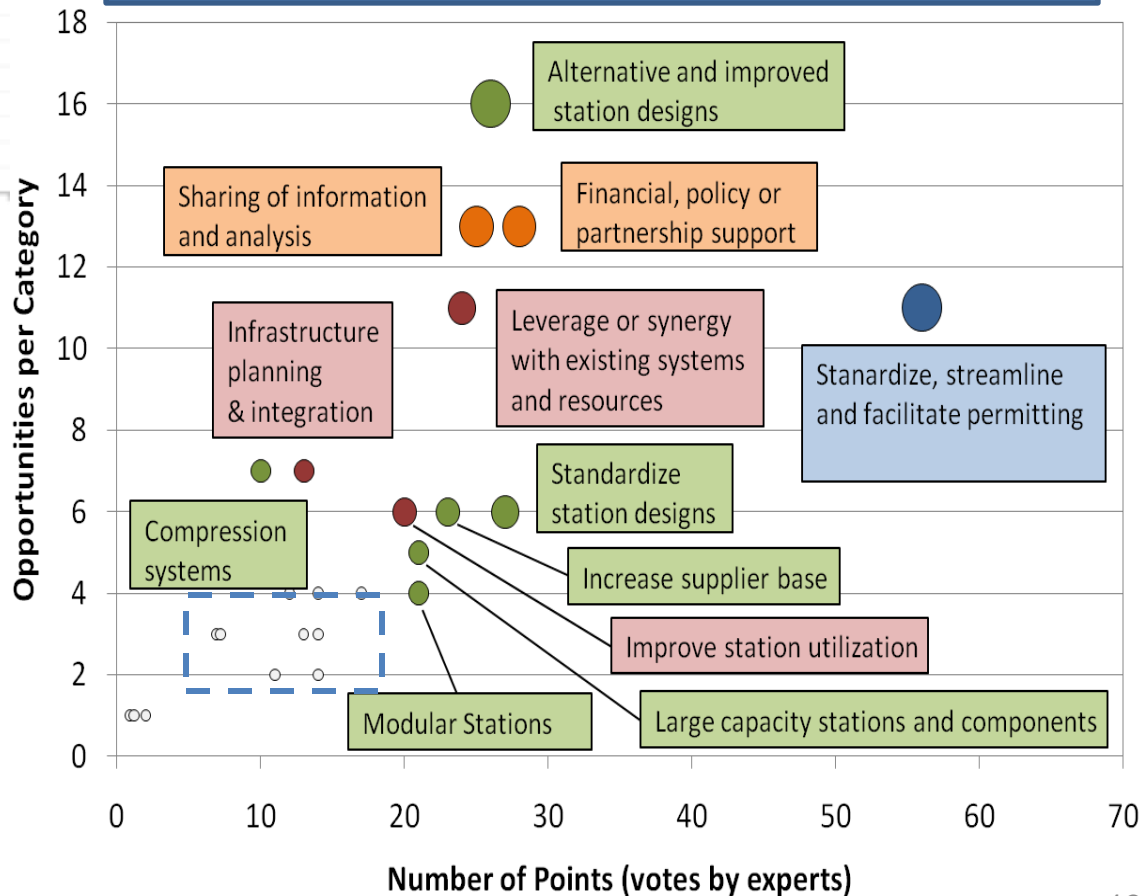 18
16
14
12
10
8
6
4
2
0
Opportunities per Category
Alternative and improved
station designs
Sharing of information
and analysis
Financial, policy or
partnership support
Infrastructure
planning
& integration
Leverage or synergy
with existing systems
and resources
Stanardize, streamline
and facilitate permitting
Standardize
station designs
Compression
systems
Increase supplier base
Improve station utilization
Modular Stations
Large capacity stations and components
0 10 20 30 40 50 60 70
Number of Points (votes by experts)